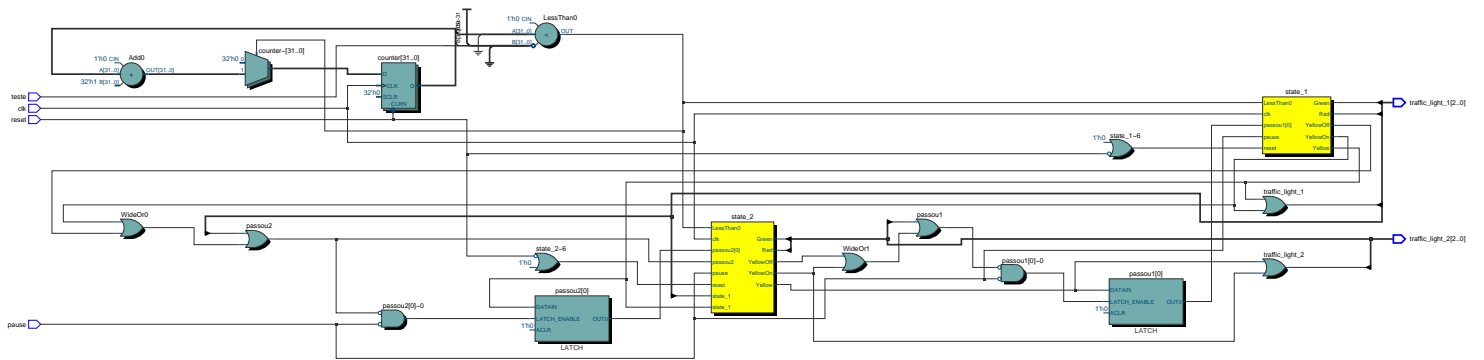 LessThan0
1'h0 CIN
A[31..0]
B[31..0]
OUT
<
counter~[31..0]
Add0
1'h0 CIN
A[31..0]
32'h1 B[31..0]
OUT[31..0]
+
32'h0 0
1
counter[31..0]
D
CLK
32'h0 SCLR
CLRN
Q
teste
clk
reset
state_1
LessThan0
clk
passou1[0]
pause
reset
Green
Red
YellowOff
YellowOn
Yellow
traffic_light_1[2..0]
1'h0
state_1~6
traffic_light_1
WideOr0
passou2
state_2
LessThan0
clk
passou2[0]
passou2
pause
reset
state_1
state_1
Green
Red
YellowOff
YellowOn
Yellow
state_2~6
1'h0
passou1
WideOr1
traffic_light_2[2..0]
traffic_light_2
passou1[0]~0
passou1[0]
DATAIN
LATCH_ENABLE
1'h0 ACLR
OUT0
LATCH
passou2[0]~0
passou2[0]
DATAIN
LATCH_ENABLE
1'h0 ACLR
OUT0
LATCH
pause